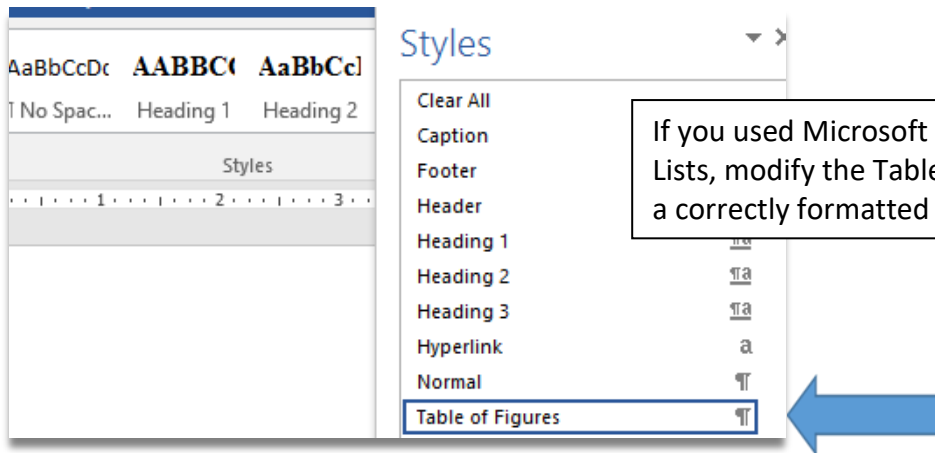 AaBbCcDc AABBC( AaBbCcl
No Spac... Heading 1 Heading 2
Styles
1 2 3
Styles
Clear All
Caption
Footer
Header
Heading 1
Heading 2
Heading 3
Hyperlink a
Normal ¶
Table of Figures ¶
If you used Microsoft
Lists, modify the Table
a correctly formatted